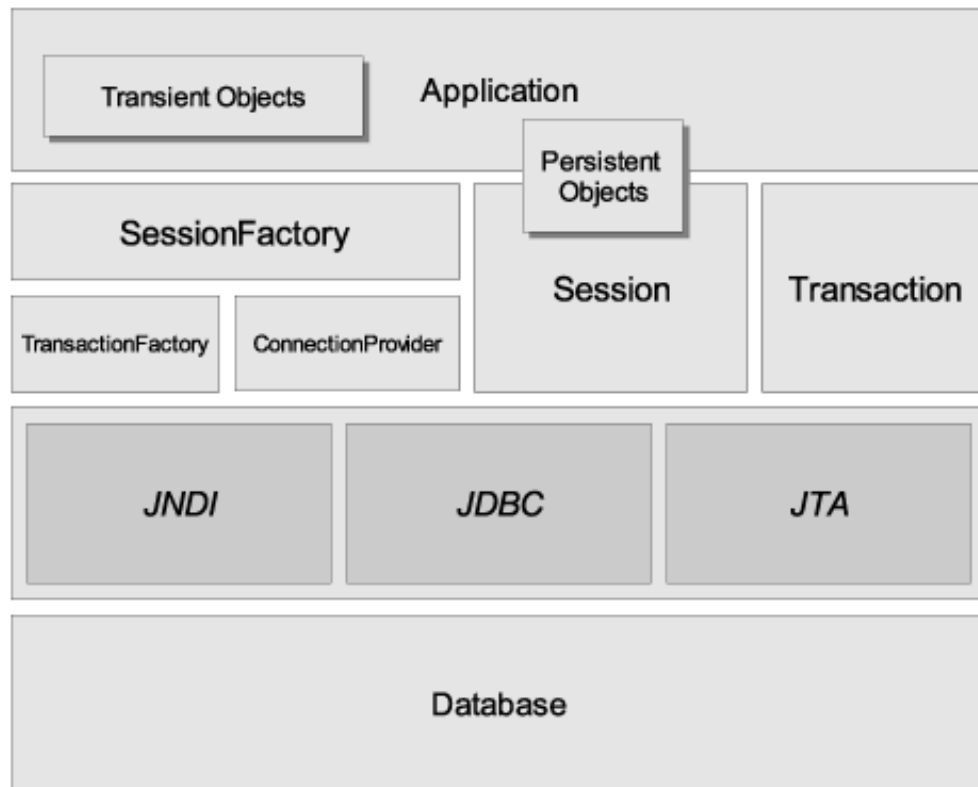 Transient Objects
Application
Persistent
Objects
SessionFactory
Session
Transaction
TransactionFactory
ConnectionProvider
JNDI
JDBC
JTA
Database